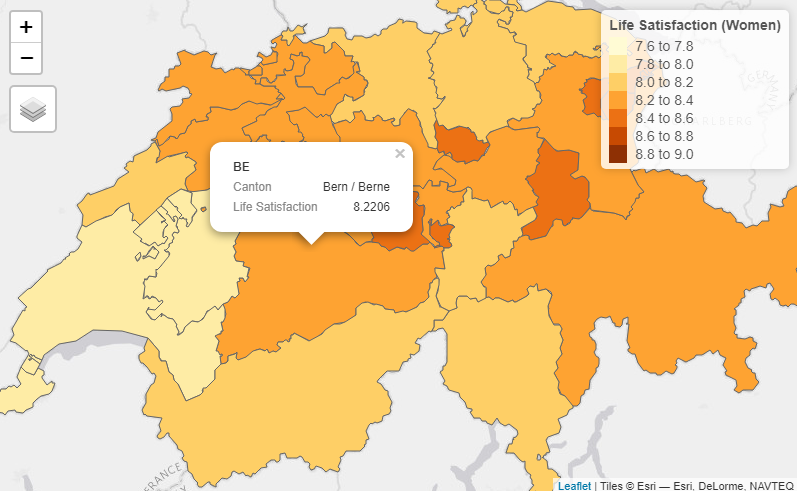 +
−
Life Satisfaction (Women)
7.6 to 7.8
7.8 to 8.0
8.0 to 8.2
8.2 to 8.4
8.4 to 8.6
8.6 to 8.8
8.8 to 9.0
×
BE
Canton Bern / Berne
Life Satisfaction 8.2206
FRANCE
Leaflet | Tiles © Esri — Esri, DeLorme, NAVTEQ